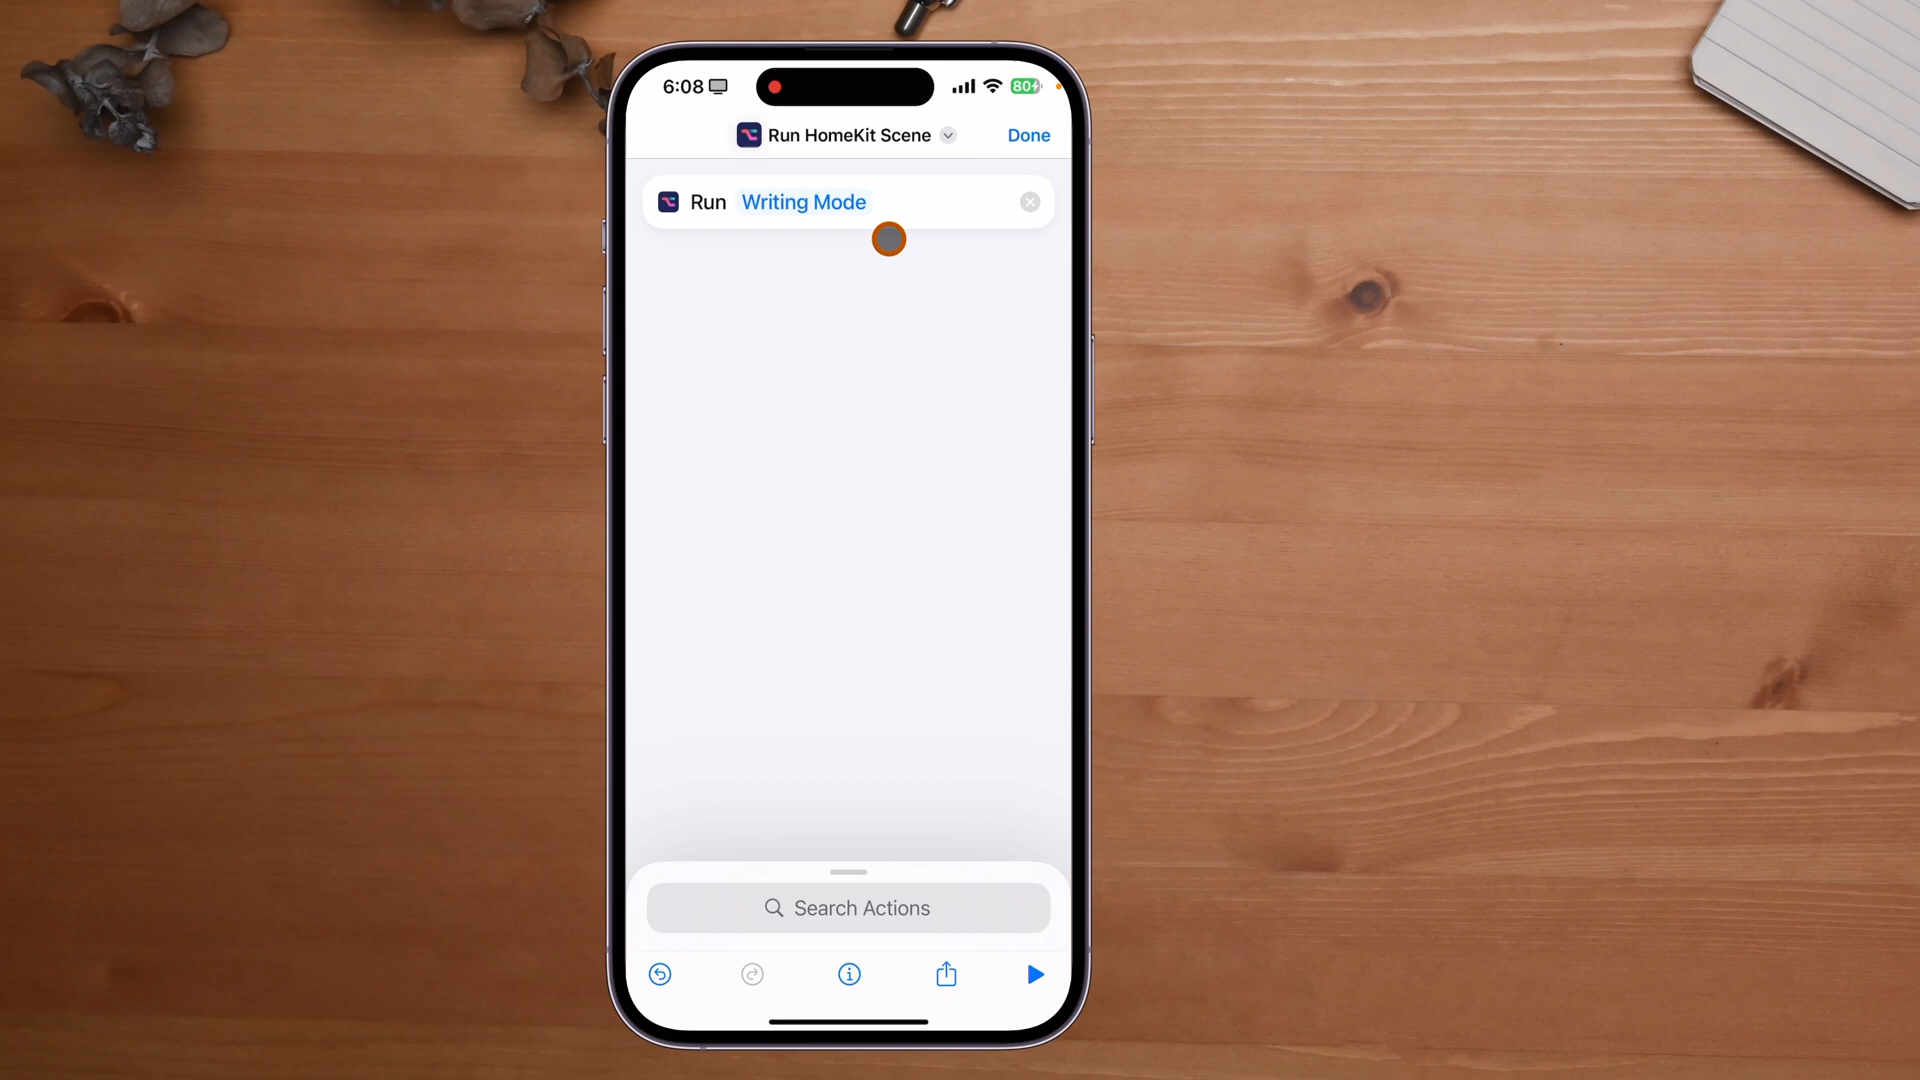 6:08
80
Run HomeKit Scene
Done
Run Writing Mode
Search Actions